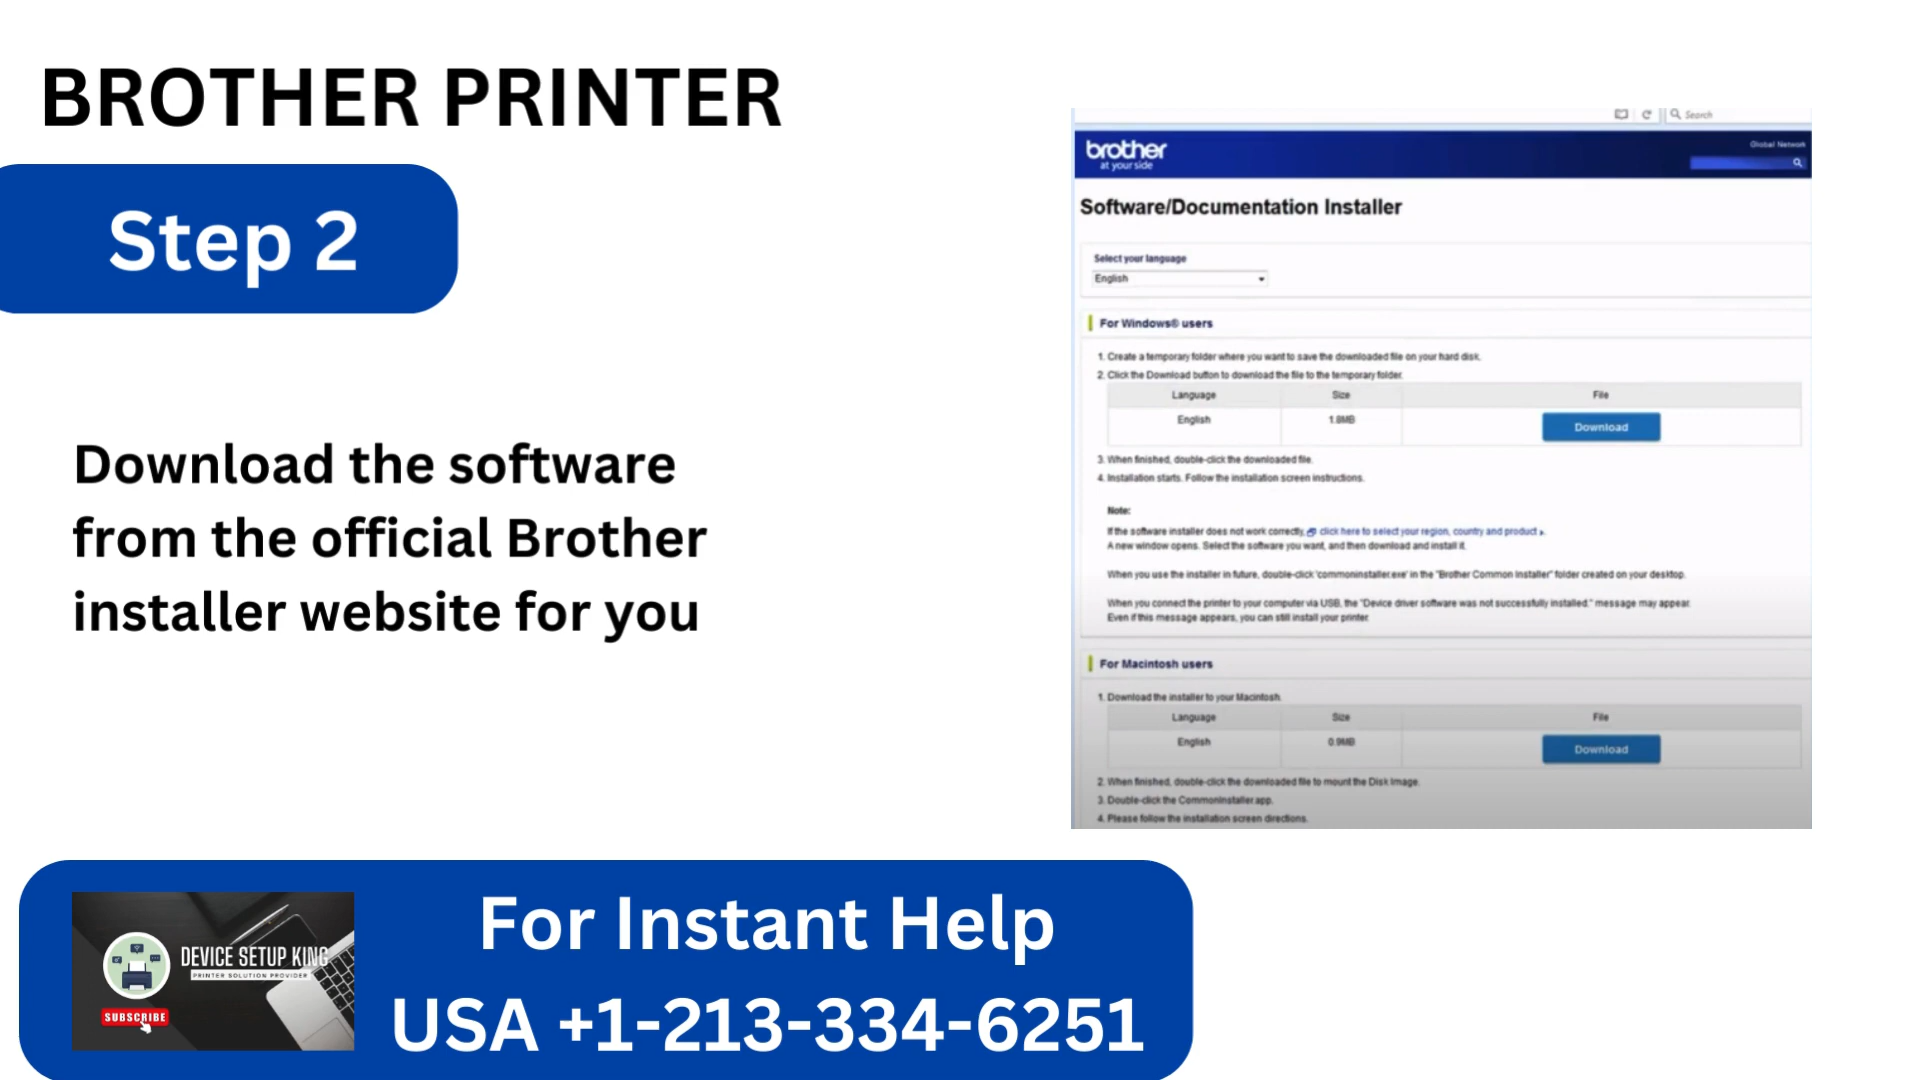 BROTHER PRINTER
Step 2
Download the software
from the official Brother
installer website for you
Search
brother
at your side
Global Network
Software/Documentation Installer
Select your language
English
For Windows® users
1. Create a temporary folder where you want to save the downloaded file on your hard disk.
2. Click the Download button to download the file to the temporary folder.
Language Size File
English 1.8MB Download
3. When finished, double-click the downloaded file.
4. Installation starts. Follow the installation screen instructions.
Note:
If the software installer does not work correctly, click here to select your region, country and product
A new window opens. Select the software you want, and then download and install it.
When you use the installer in future, double-click 'commoninstaller.exe' in the "Brother Common Installer" folder created on your desktop.
When you connect the printer to your computer via USB, the "Device driver software was not successfully installed." message may appear.
Even if this message appears, you can still install your printer.
For Macintosh users
1. Download the installer to your Macintosh.
Language Size File
English 0.9MB Download
2. When finished, double-click the downloaded file to mount the Disk Image.
3. Double-click the CommonInstaller.app.
4. Please follow the installation screen directions.
DEVICE SETUP KING
PRINTER SOLUTION PROVIDER
SUBSCRIBE
For Instant Help
USA +1-213-334-6251